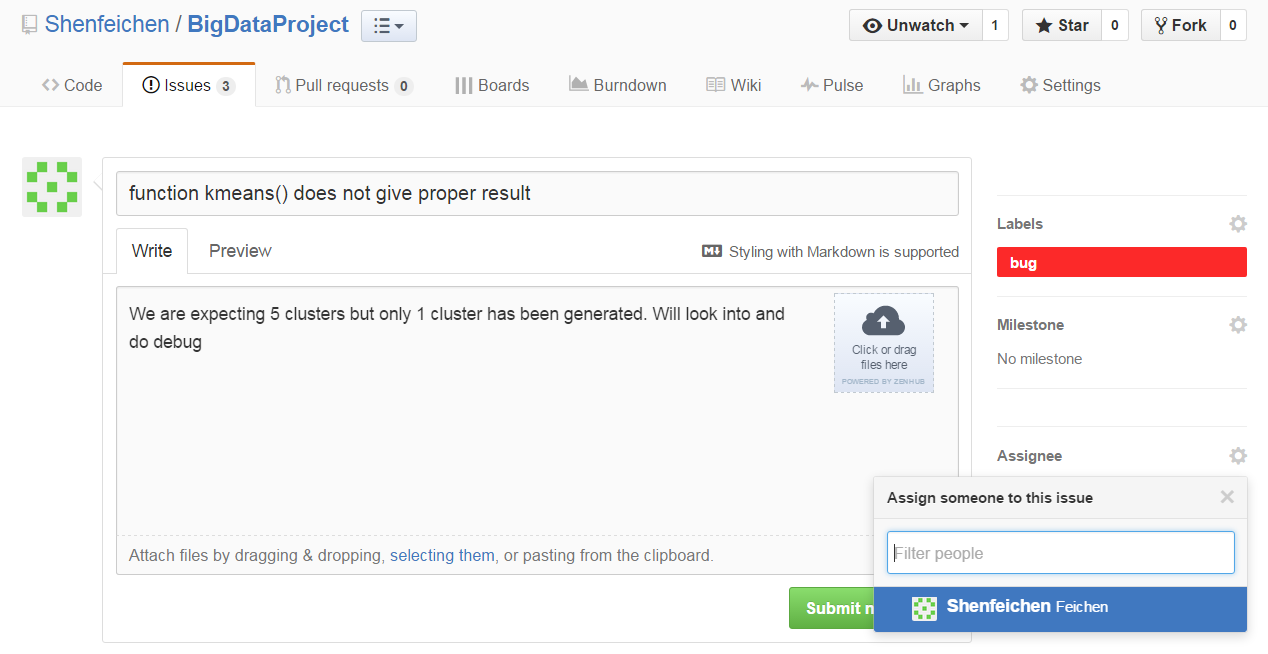 Shenfeichen / BigDataProject
Unwatch 1 Star 0 Fork 0
Code Issues 3 Pull requests 0 Boards Burndown Wiki Pulse Graphs Settings
function kmeans() does not give proper result
Write Preview Styling with Markdown is supported
We are expecting 5 clusters but only 1 cluster has been generated. Will look into and
do debug
Click or drag
files here
POWERED BY ZENHUB
Attach files by dragging & dropping, selecting them, or pasting from the clipboard.
Submit n
Labels
bug
Milestone
No milestone
Assignee
Assign someone to this issue
Filter people
Shenfeichen Feichen